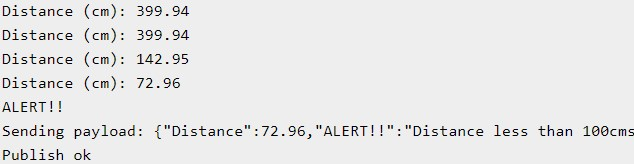 Distance (cm): 399.94
Distance (cm): 399.94
Distance (cm): 142.95
Distance (cm): 72.96
ALERT!!
Sending payload: {"Distance":72.96,"ALERT!!":"Distance less than 100cms
Publish ok